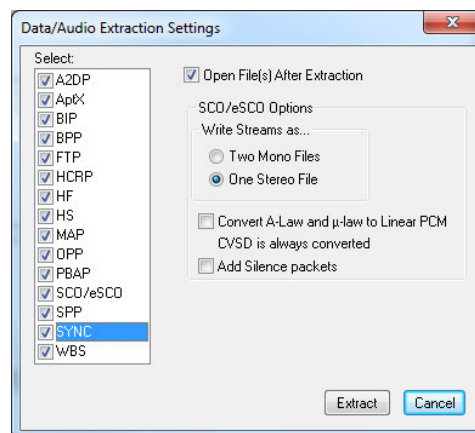 Data/Audio Extraction Settings
Select:
A2DP
AptX
BIP
BPP
FTP
HCRP
HF
HS
MAP
OPP
PBAP
SCO/eSCO
SPP
SYNC
WBS
Open File(s) After Extraction
SCO/eSCO Options
Write Streams as...
Two Mono Files
One Stereo File
Convert A-Law and µ-law to Linear PCM
CVSD is always converted
Add Silence packets
Extract
Cancel